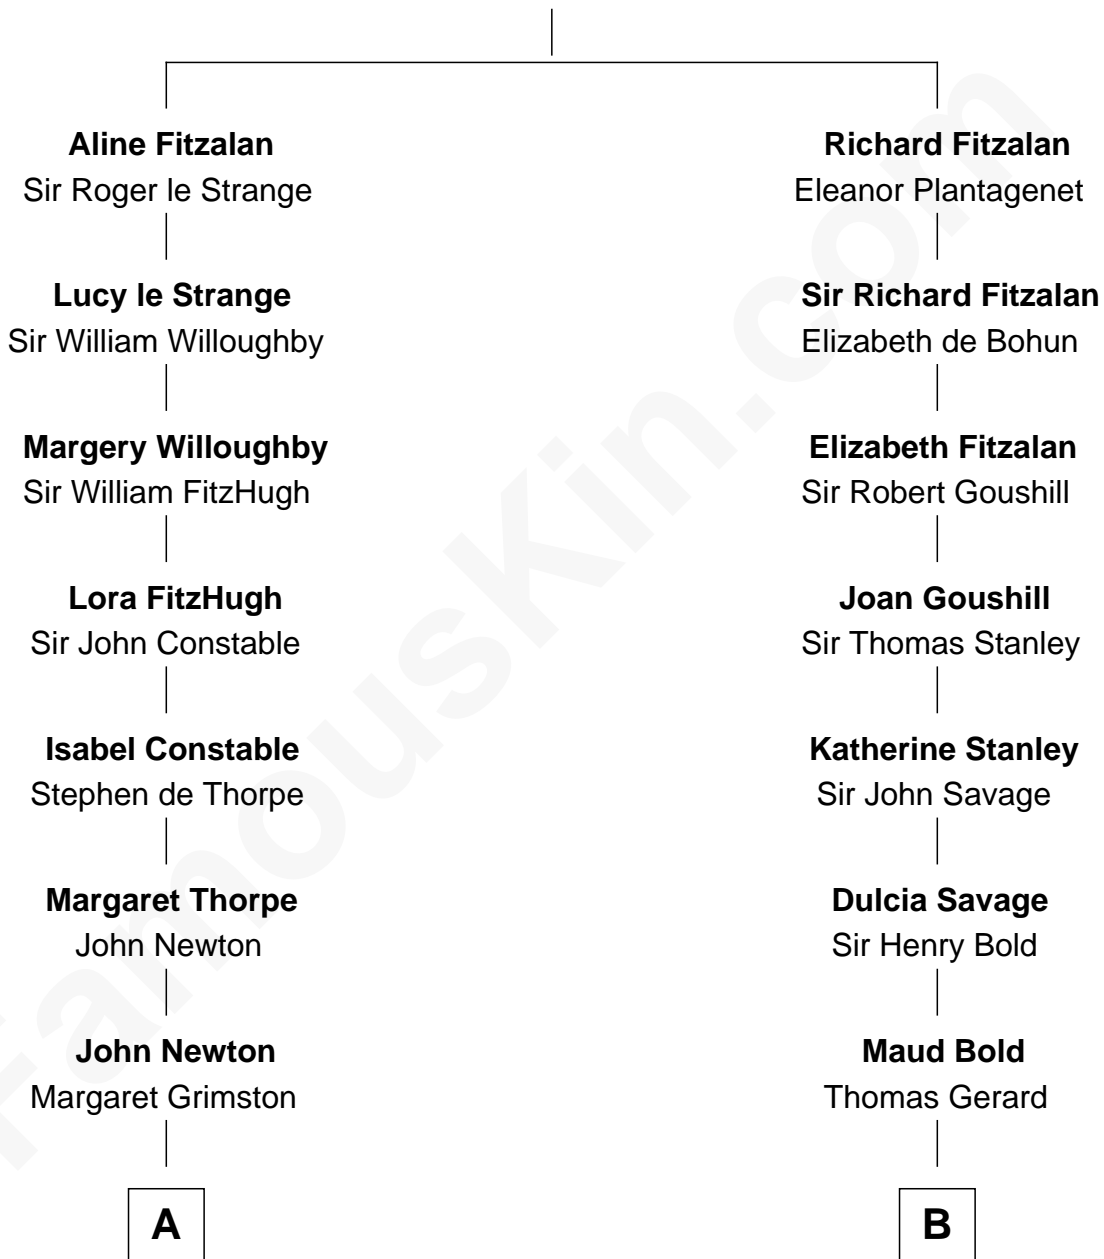 Aline Fitzalan
Sir Roger le Strange
Lucy le Strange
Sir William Willoughby
Margery Willoughby
Sir William FitzHugh
Lora FitzHugh
Sir John Constable
Isabel Constable
Stephen de Thorpe
Margaret Thorpe
John Newton
John Newton
Margaret Grimston
A
Richard Fitzalan
Eleanor Plantagenet
Sir Richard Fitzalan
Elizabeth de Bohun
Elizabeth Fitzalan
Sir Robert Goushill
Joan Goushill
Sir Thomas Stanley
Katherine Stanley
Sir John Savage
Dulcia Savage
Sir Henry Bold
Maud Bold
Thomas Gerard
B
FamousKin.com